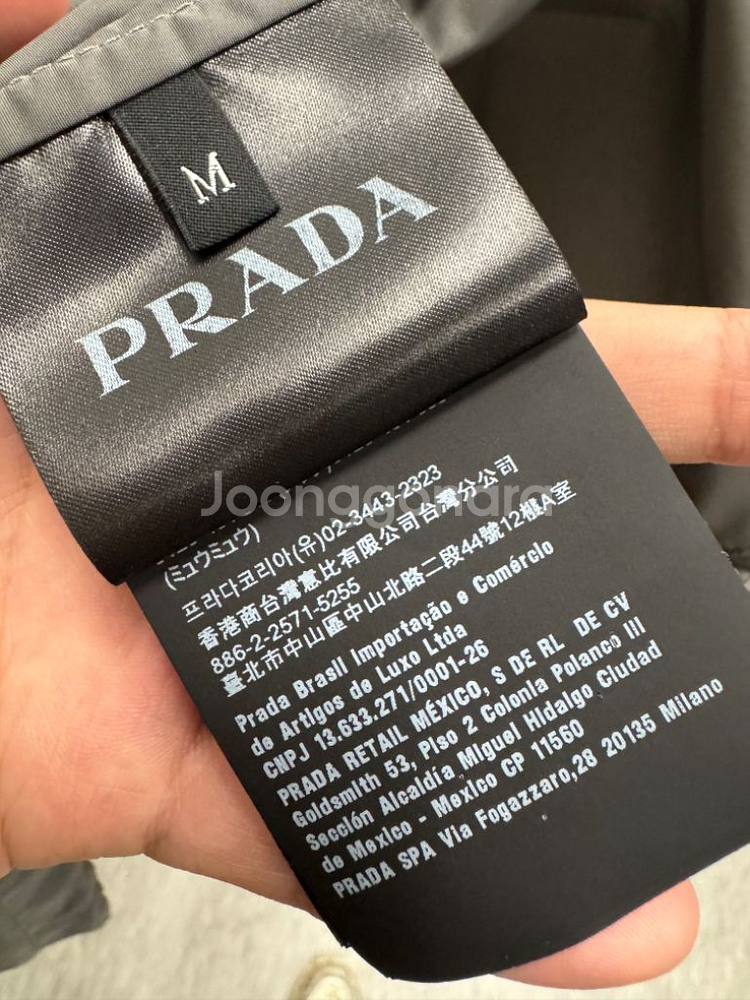 M
PRADA
Joonggonara
(ミュウミュウ)
프라다코리아(유)02-3443-2323
香港商台灣惠比有限公司台灣分公司
886-2-2571-5255
臺北市中山區中山北路二段44號12樓A室
Prada Brasil Importação e Comércio
de Artigos de Luxo Ltda
CNPJ 13.633.271/0001-26
PRADA RETAIL MÉXICO, S DE RL DE CV
Goldsmith 53, Piso 2 Colonia Polanco III
Sección Alcaldía Miguel Hidalgo Ciudad
de Mexico - Mexico CP 11560
PRADA SPA Via Fogazzaro,28 20135 Milano